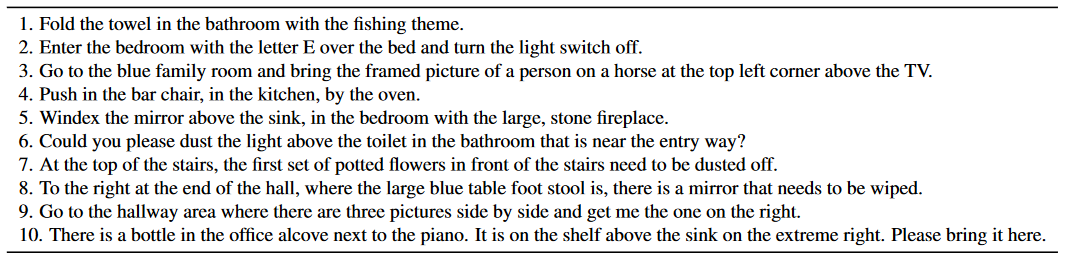 1. Fold the towel in the bathroom with the fishing theme.
2. Enter the bedroom with the letter E over the bed and turn the light switch off.
3. Go to the blue family room and bring the framed picture of a person on a horse at the top left corner above the TV.
4. Push in the bar chair, in the kitchen, by the oven.
5. Windex the mirror above the sink, in the bedroom with the large, stone fireplace.
6. Could you please dust the light above the toilet in the bathroom that is near the entry way?
7. At the top of the stairs, the first set of potted flowers in front of the stairs need to be dusted off.
8. To the right at the end of the hall, where the large blue table foot stool is, there is a mirror that needs to be wiped.
9. Go to the hallway area where there are three pictures side by side and get me the one on the right.
10. There is a bottle in the office alcove next to the piano. It is on the shelf above the sink on the extreme right. Please bring it here.